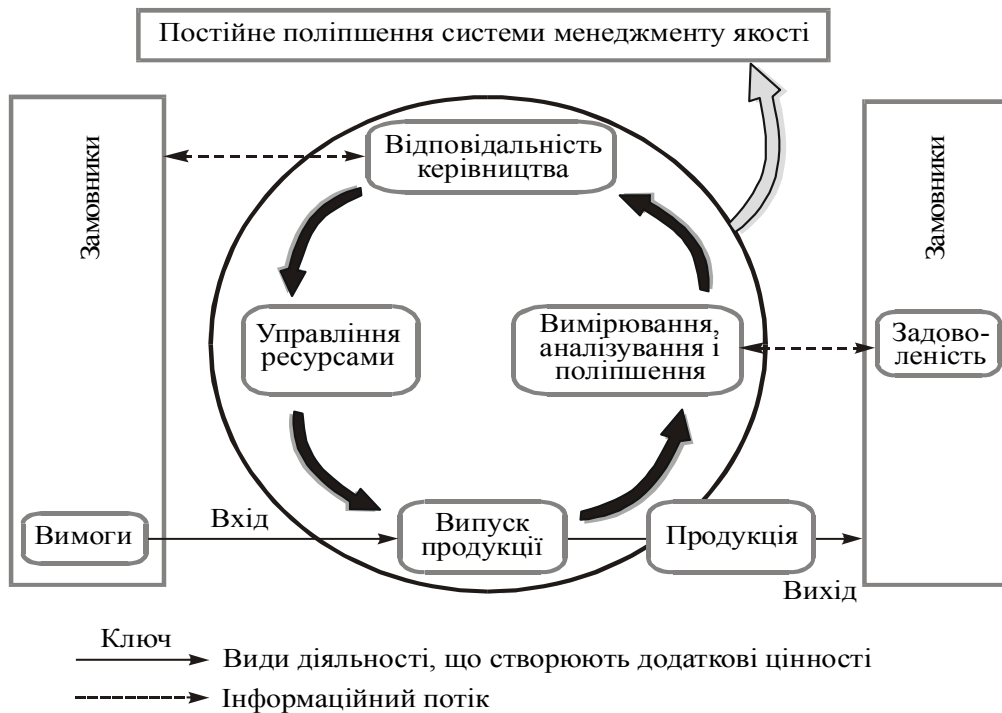 Постійне поліпшення системи менеджменту якості
Замовники
Відповідальність
керівництва
Замовники
Управління
ресурсами
Вимірювання,
аналізування і
поліпшення
Задово-
леність
Вимоги
Вхід
Випуск
продукції
Продукція
Вихід
Ключ
Види діяльності, що створюють додаткові цінності
Інформаційний потік